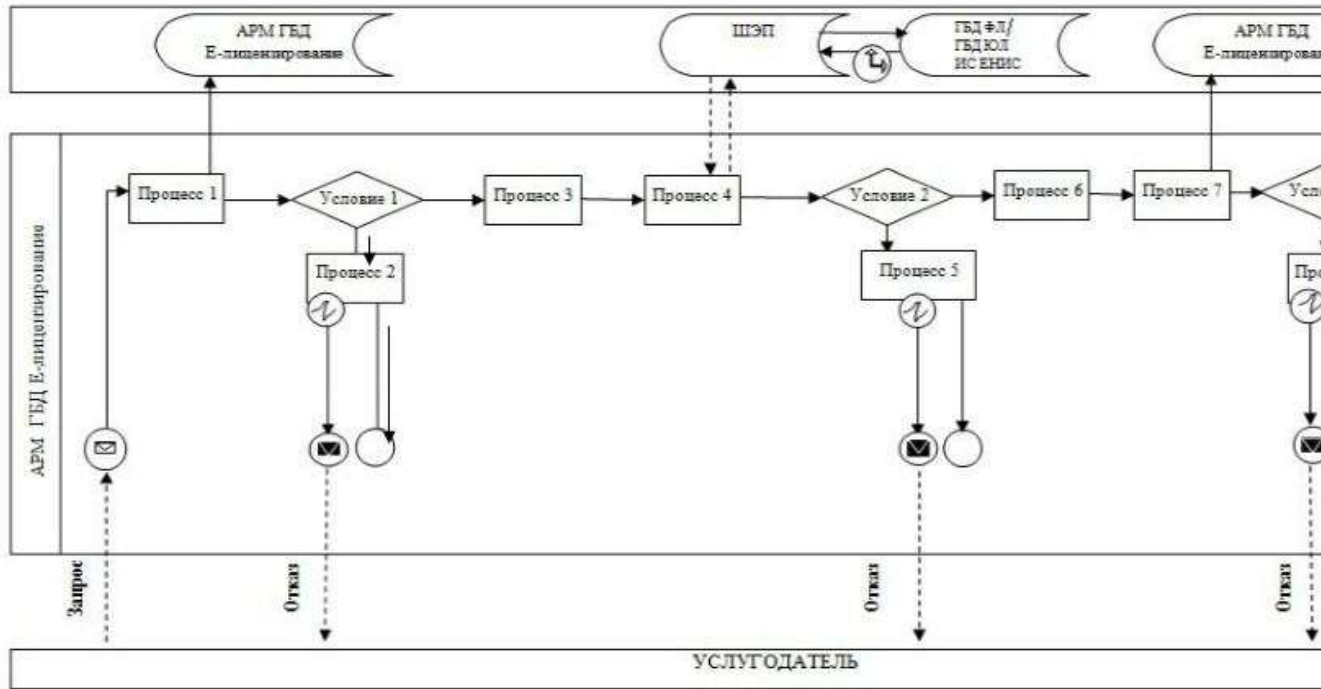 АРМ ГБД
Е-лицензирование
ШЭП
ГБД ФЛ/
ГБД ЮЛ
ИС ЕНИС
АРМ ГБД
АРМ ГБД Е-лицензирование
Процесс 1
Условие 1
Процесс 3
Процесс 4
Условие 2
Процесс 6
Процесс 7
Процесс 2
Процесс 5
Запрос
Отказ
Отказ
Отказ
УСЛУГОДАТЕЛЬ